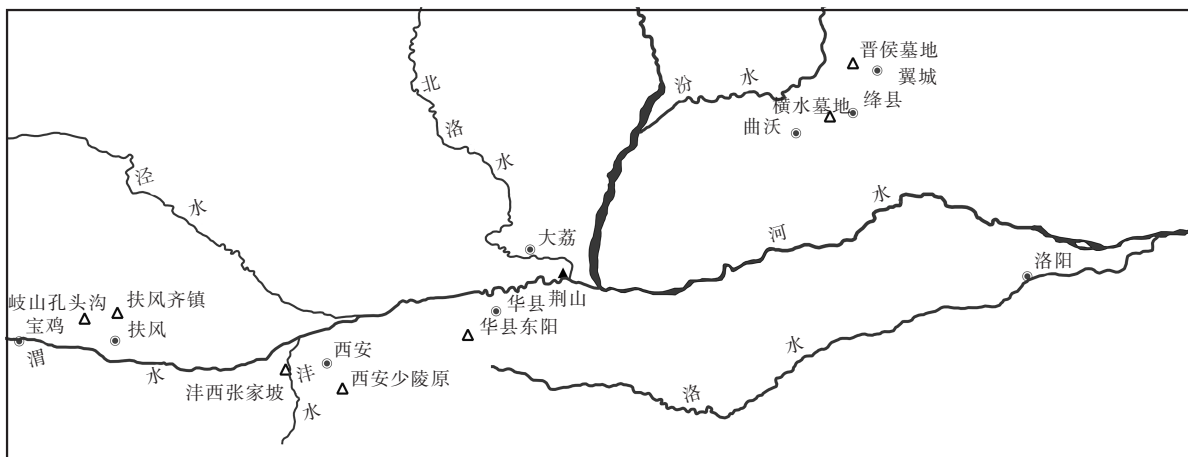 晋侯墓地
翼城
汾水
横水墓地
绛县
曲沃
北洛水
泾水
河水
大荔
洛阳
荆山
华县
华县东阳
岐山孔头沟
扶风齐镇
宝鸡
扶风
渭水
西安
沣水
沣西张家坡
西安少陵原
洛水